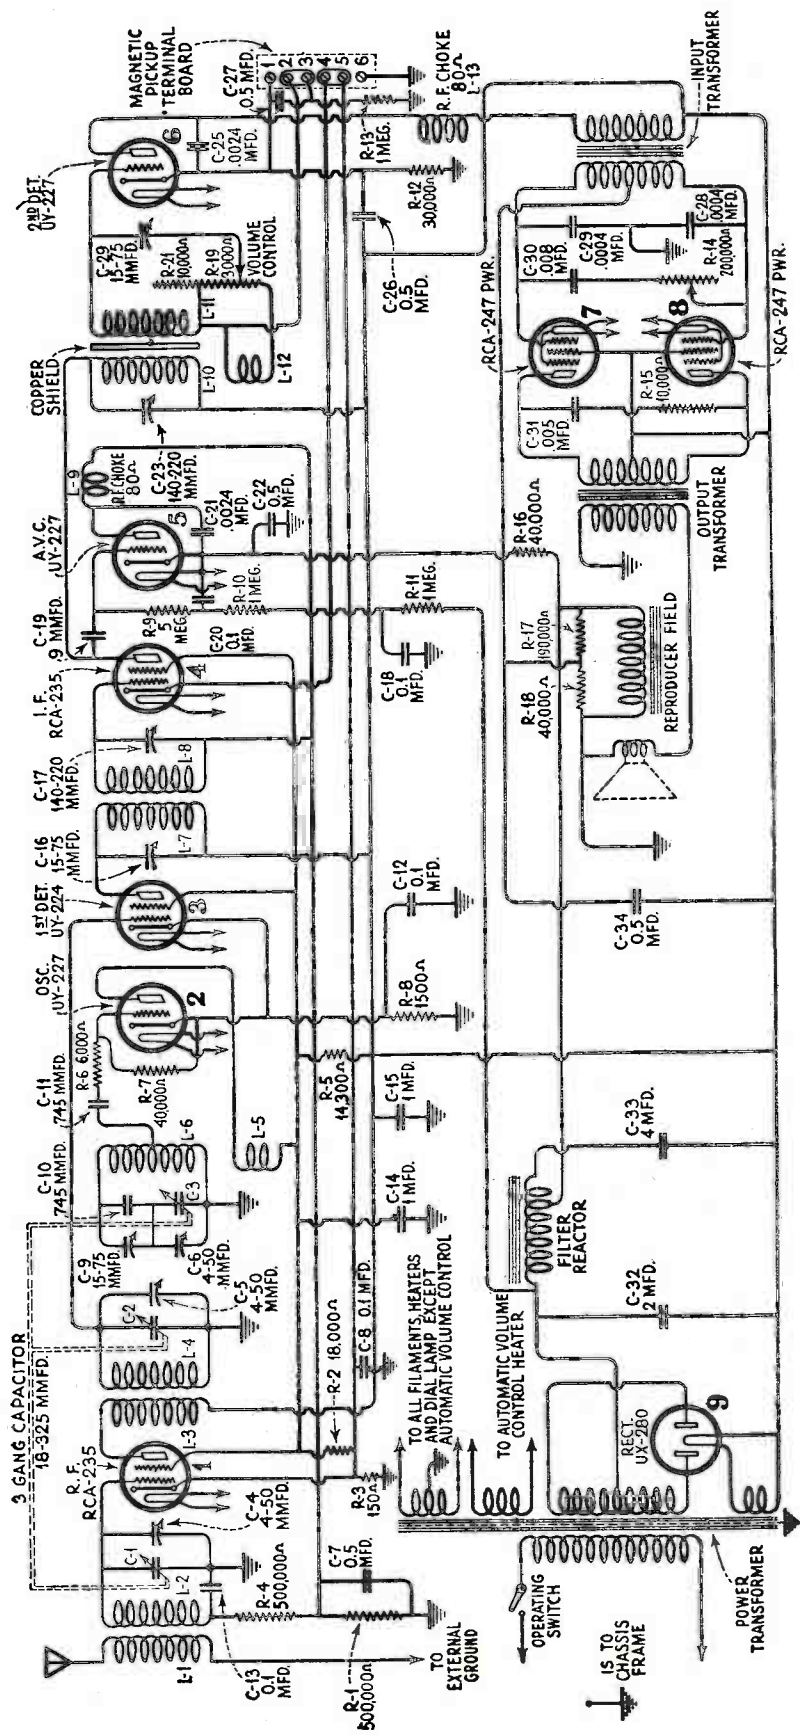 3 GANG CAPACITOR
18-325 MMFD.
R.F.
RCA-235
1
L-1
L-2
C-1
C-4
4-50
MMFD.
L-3
C-13
0.1
MFD.
R-4
500,000Ω
R-1
500,000Ω
C-7
0.5
MFD.
R-3
150Ω
R-2 18,000Ω
C-8 0.1 MFD.
TO
EXTERNAL
GROUND
L-4
C-2
C-5
4-50
MMFD.
C-9
15-75
MMFD.
C-6
4-50
MMFD.
C-3
L-6
C-10
745 MMFD.
C-11
745 MMFD.
R-6 6,000Ω
R-7
40,000Ω
L-5
OSC.
UY-227
2
1ST DET.
UY-224
3
C-16
15-75
MMFD.
L-7
C-17
140-220
MMFD.
L-8
I.F.
RCA-235
4
C-19
.9 MMFD.
A.V.C.
UY-227
5
R-9
5
MEG.
C-20
0.1
MFD.
R-10
1 MEG.
C-21
.0024
MFD.
C-22
0.5
MFD.
L-9
R.F. CHOKE
80Ω
COPPER
SHIELD
C-23
140-220
MMFD.
L-10
L-11
L-12
C-29
15-75
MMFD.
R-21
10,000Ω
R-19
3,000Ω
VOLUME
CONTROL
2ND DET.
UY-227
6
C-25
.0024
MFD.
MAGNETIC
PICKUP
TERMINAL
BOARD
1
2
3
4
5
6
C-27
0.5 MFD.
R-13
1 MEG.
R-12
30,000Ω
R.F. CHOKE
80Ω
L-13
C-26
0.5
MFD.
R-11
1 MEG.
C-18
0.1
MFD.
C-12
0.1
MFD.
R-8
1500Ω
R-5
14,300Ω
C-15
1 MFD.
C-14
1 MFD.
TO ALL FILAMENTS, HEATERS
AND DIAL LAMP EXCEPT
AUTOMATIC VOLUME CONTROL
TO AUTOMATIC VOLUME
CONTROL HEATER
OPERATING
SWITCH
IS TO
CHASSIS
FRAME
POWER
TRANSFORMER
RECT.
UX-280
9
C-32
2 MFD.
FILTER
REACTOR
C-33
4 MFD.
C-34
0.5
MFD.
R-18
40,000Ω
R-17
190,000Ω
R-16
40,000Ω
REPRODUCER FIELD
OUTPUT
TRANSFORMER
C-31
.005
MFD.
R-15
10,000Ω
RCA-247 PWR.
7
8
RCA-247 PWR.
C-30
.008
MFD.
C-29
.0004
MFD.
C-28
.0004
MFD.
R-14
200,000Ω
INPUT
TRANSFORMER